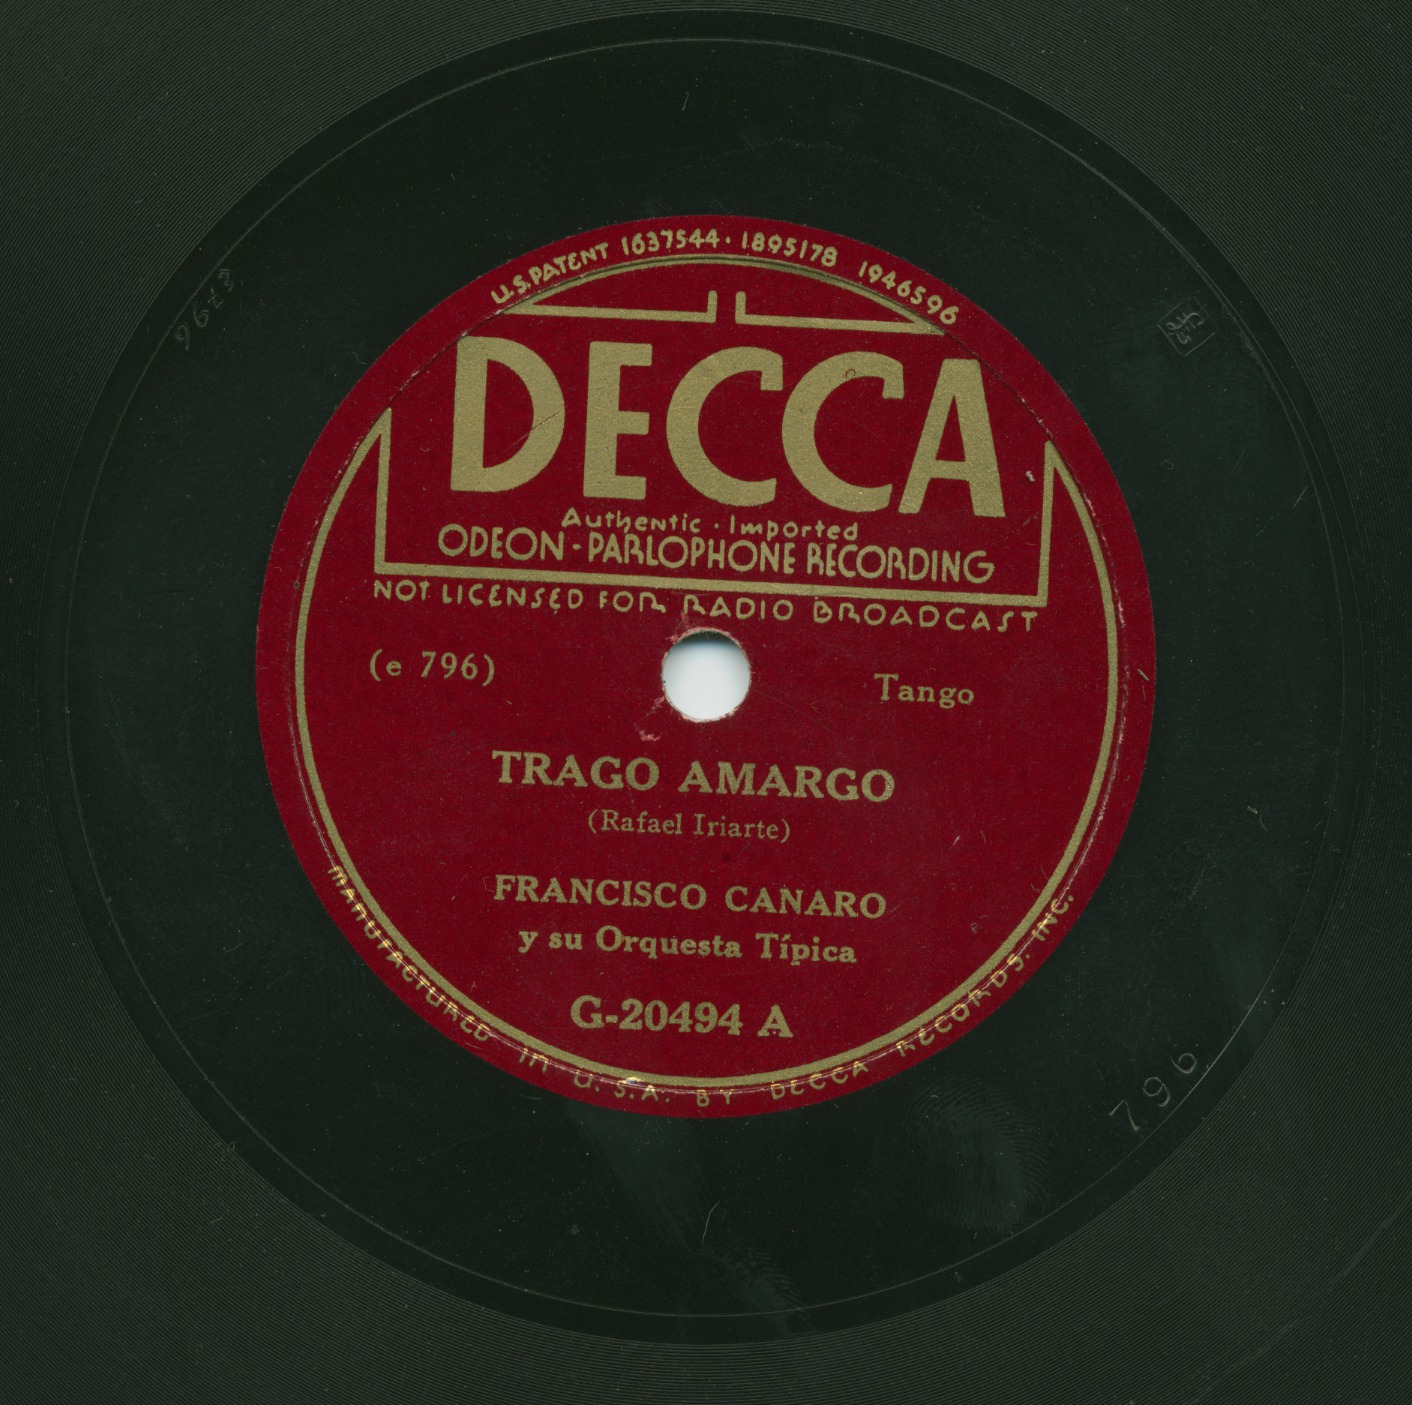 U.S. PATENT 1637544 · 1895178 1946596
DECCA
Authentic · Imported
ODEON - PARLOPHONE RECORDING
NOT LICENSED FOR RADIO BROADCAST
(e 796)
Tango
TRAGO AMARGO
(Rafael Iriarte)
FRANCISCO CANARO
y su Orquesta Típica
G-20494 A
MANUFACTURED IN U.S.A. BY DECCA RECORDS. INC.
796